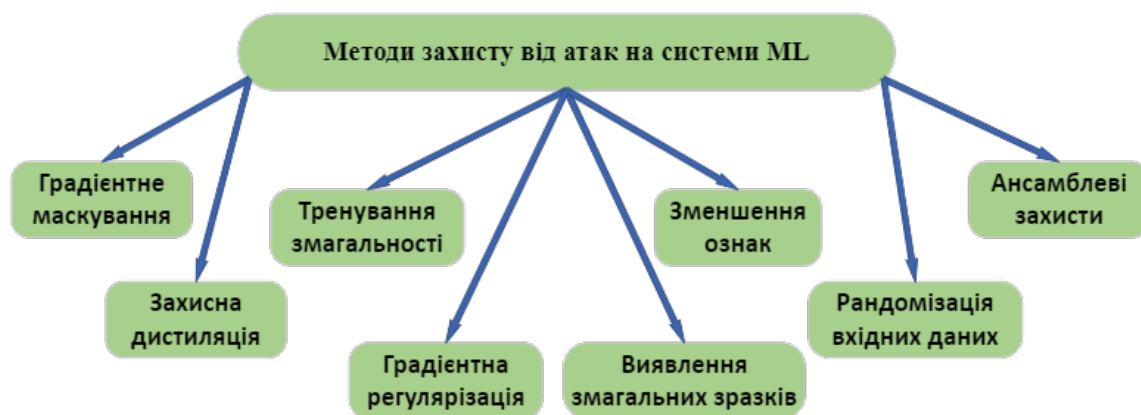 Методи захисту від атак на системи ML
Градієнтне
маскування
Захисна
дистиляція
Тренування
змагальності
Градієнтна
регулярізація
Виявлення
змагальних зразків
Зменшення
ознак
Рандомізація
вхідних даних
Ансамблеві
захисти